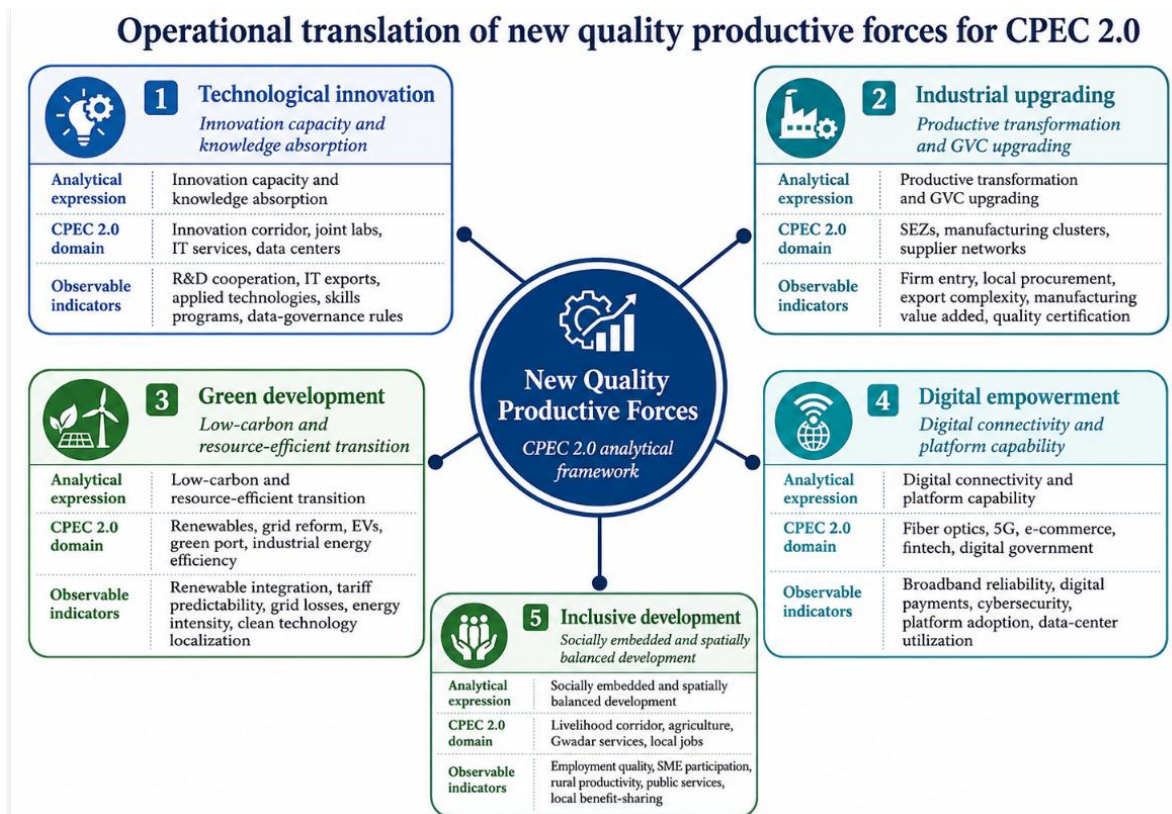 Operational translation of new quality productive forces for CPEC 2.0
1 Technological innovation
Innovation capacity and
knowledge absorption
Analytical
expression
Innovation capacity and
knowledge absorption
CPEC 2.0
domain
Innovation corridor, joint labs,
IT services, data centers
Observable
indicators
R&D cooperation, IT exports,
applied technologies, skills
programs, data-governance rules
2 Industrial upgrading
Productive transformation
and GVC upgrading
Analytical
expression
Productive transformation
and GVC upgrading
CPEC 2.0
domain
SEZs, manufacturing clusters,
supplier networks
Observable
indicators
Firm entry, local procurement,
export complexity, manufacturing
value added, quality certification
New Quality
Productive Forces
CPEC 2.0 analytical
framework
3 Green development
Low-carbon and
resource-efficient transition
Analytical
expression
Low-carbon and
resource-efficient transition
CPEC 2.0
domain
Renewables, grid reform, EVs,
green port, industrial energy
efficiency
Observable
indicators
Renewable integration, tariff
predictability, grid losses, energy
intensity, clean technology
localization
4 Digital empowerment
Digital connectivity and
platform capability
Analytical
expression
Digital connectivity and
platform capability
CPEC 2.0
domain
Fiber optics, 5G, e-commerce,
fintech, digital government
Observable
indicators
Broadband reliability, digital
payments, cybersecurity,
platform adoption, data-center
utilization
5 Inclusive development
Socially embedded and spatially
balanced development
Analytical
expression
Socially embedded and spatially
balanced development
CPEC 2.0
domain
Livelihood corridor, agriculture,
Gwadar services, local jobs
Observable
indicators
Employment quality, SME participation,
rural productivity, public services,
local benefit-sharing